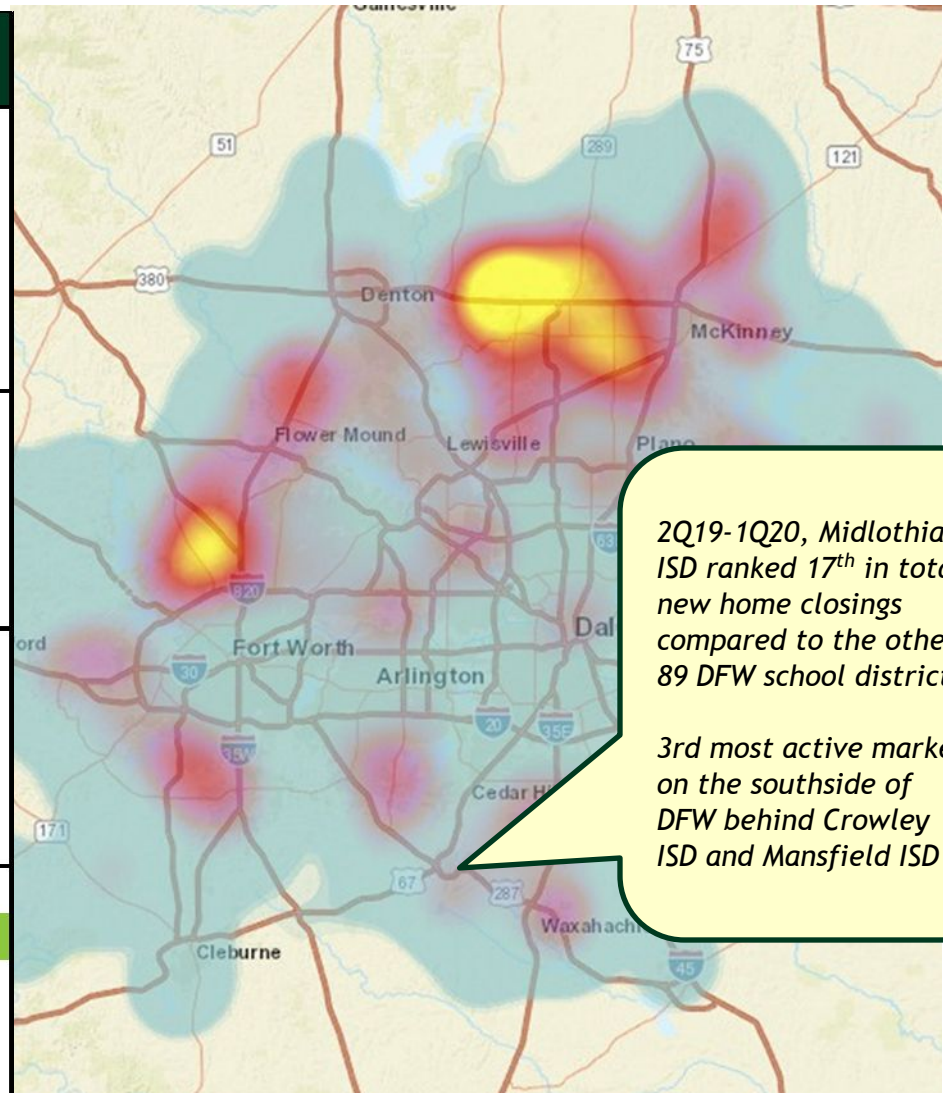 Gainesville
75
51
289
121
380
Denton
McKinney
Flower Mound
Lewisville
Plano
63
820
ord
Fort Worth
Dal
30
Arlington
20
35E
35W
Cedar Hi
171
67
287
Waxahach
Cleburne
45
2Q19-1Q20, Midlothia
ISD ranked 17th in tota
new home closings
compared to the othe
89 DFW school district
3rd most active marke
on the southside of
DFW behind Crowley
ISD and Mansfield ISD